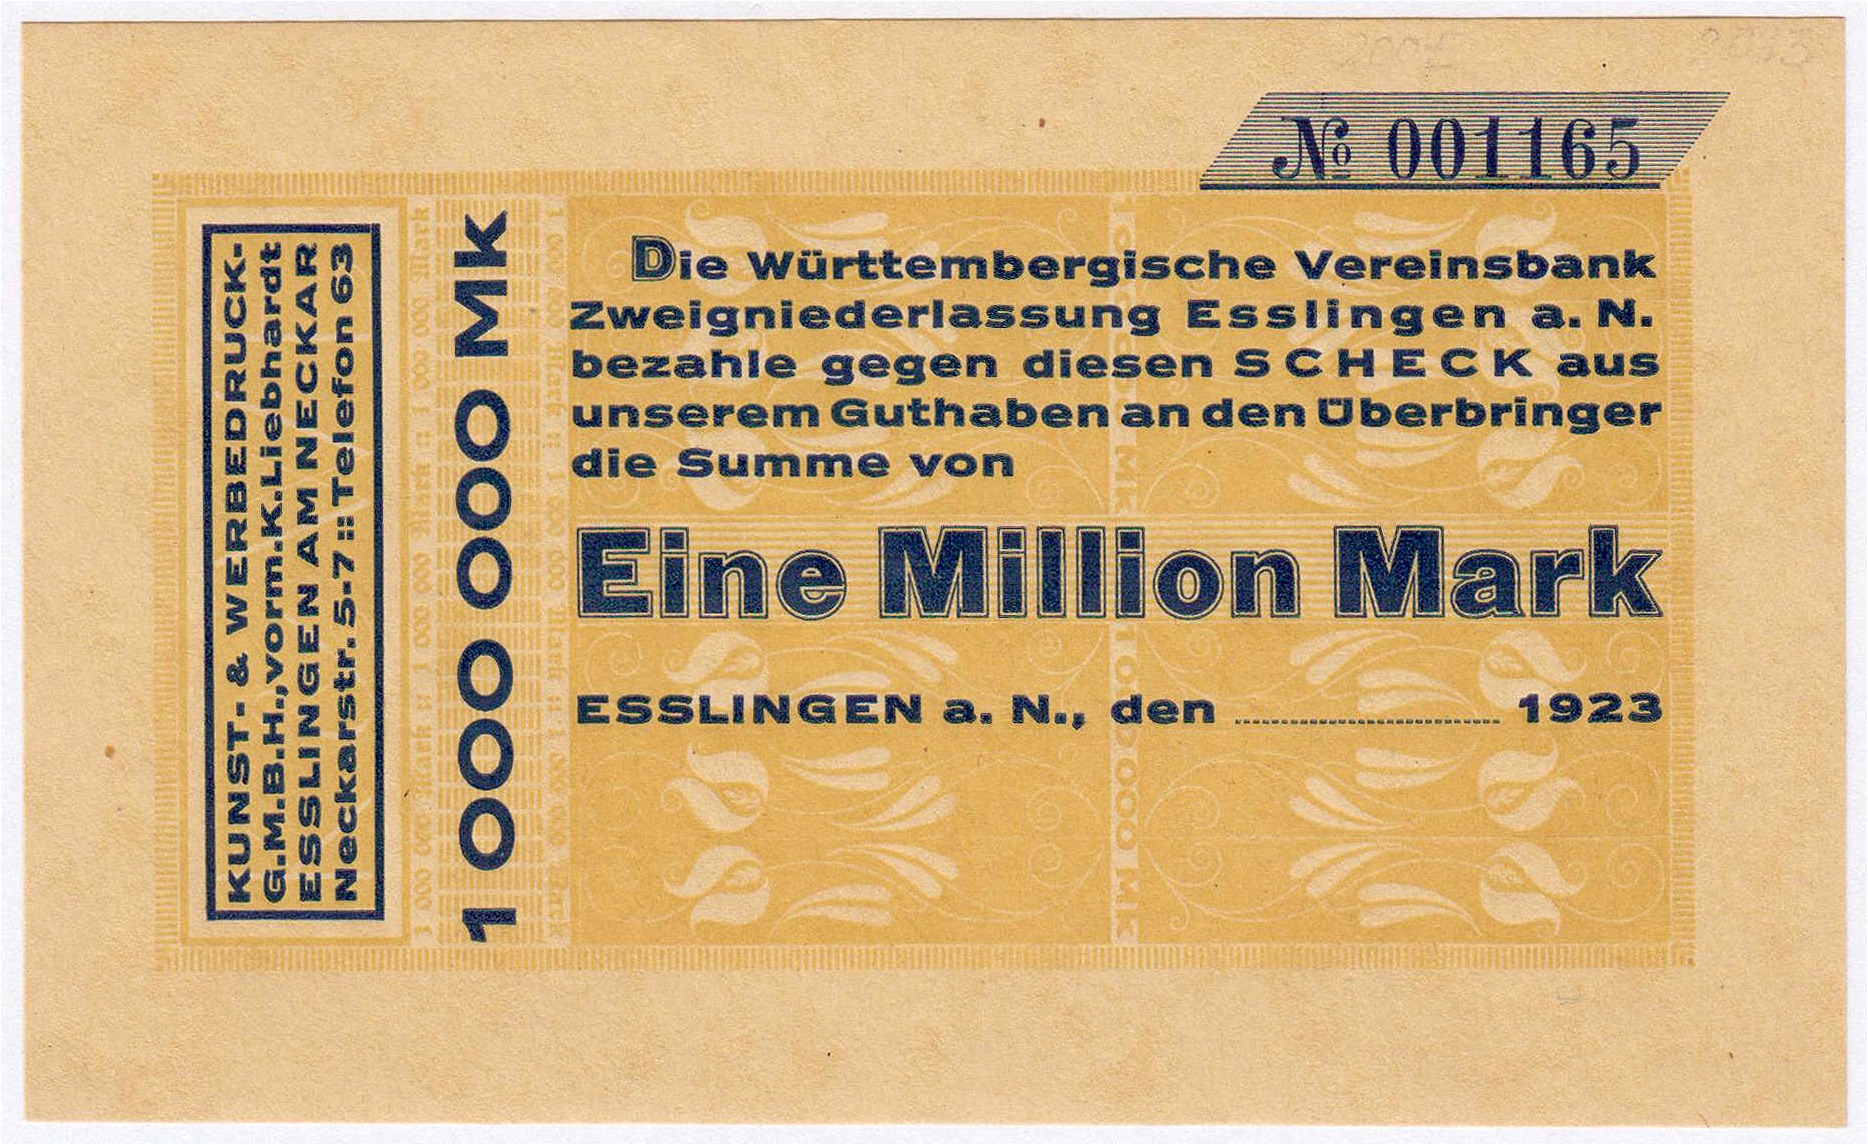 № 001165
KUNST- & WERBEDRUCK-
G.M.B.H.,vorm.K.Liebhardt
ESSLINGEN AM NECKAR
Neckarstr. 5-7 :: Telefon 63
1 000 000 MK
Die Württembergische Vereinsbank
Zweigniederlassung Esslingen a. N.
bezahle gegen diesen SCHECK aus
unserem Guthaben an den Überbringer
die Summe von
Eine Million Mark
ESSLINGEN a. N., den ........................ 1923